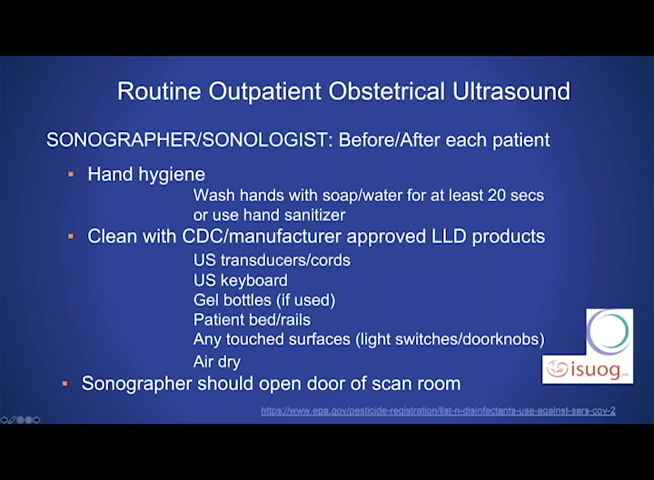 Routine Outpatient Obstetrical Ultrasound
SONOGRAPHER/SONOLOGIST: Before/After each patient
▪ Hand hygiene
Wash hands with soap/water for at least 20 secs
or use hand sanitizer
▪ Clean with CDC/manufacturer approved LLD products
US transducers/cords
US keyboard
Gel bottles (if used)
Patient bed/rails
Any touched surfaces (light switches/doorknobs)
Air dry
▪ Sonographer should open door of scan room
isuog
https://www.epa.gov/pesticide-registration/list-n-disinfectants-use-against-sars-cov-2